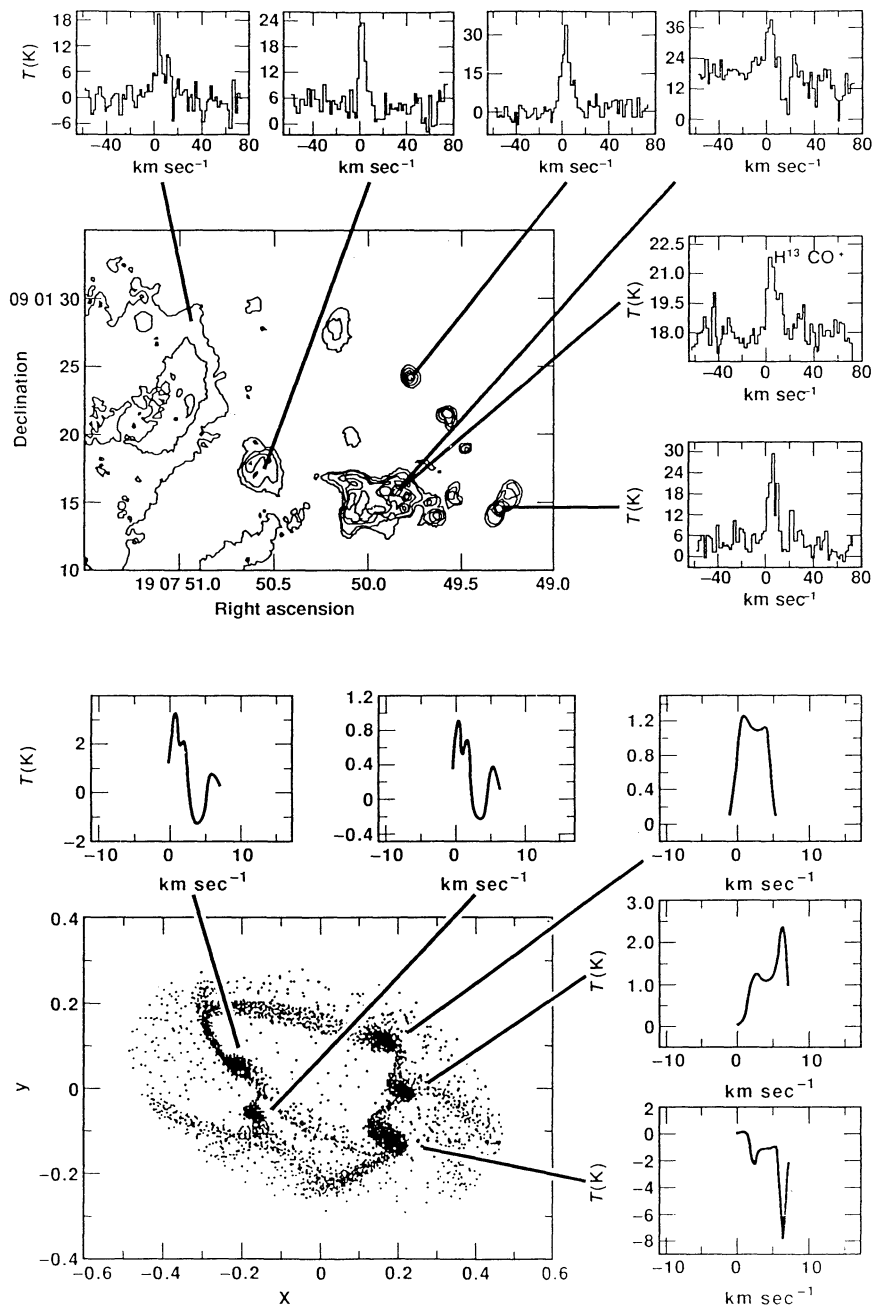 18 12 6 0 −6
T(K)
−40 0 40 80
km sec⁻¹
24 18 12 6 0
−40 0 40 80
km sec⁻¹
30 15 0
−40 0 40 80
km sec⁻¹
36 24 12 0
−40 0 40 80
km sec⁻¹
22.5 21.0 19.5 18.0
T(K)
H¹³ CO⁺
−40 0 40 80
km sec⁻¹
30 24 18 12 6 0
T(K)
−40 0 40 80
km sec⁻¹
Declination
09 01 30
25
20
15
10
19 07 51.0 50.5 50.0 49.5 49.0
Right ascension
T(K)
2 0 −2
−10 0 10
km sec⁻¹
1.2 0.8 0.4 0 −0.4
−10 0 10
km sec⁻¹
1.2 0.8 0.4 0
−10 0 10
km sec⁻¹
3.0 2.0 1.0 0
T(K)
−10 0 10
km sec⁻¹
2 0 −2 −4 −6 −8
T(K)
−10 0 10
km sec⁻¹
y
0.4
0.2
0
−0.2
−0.4
−0.6 −0.4 −0.2 0 0.2 0.4 0.6
X